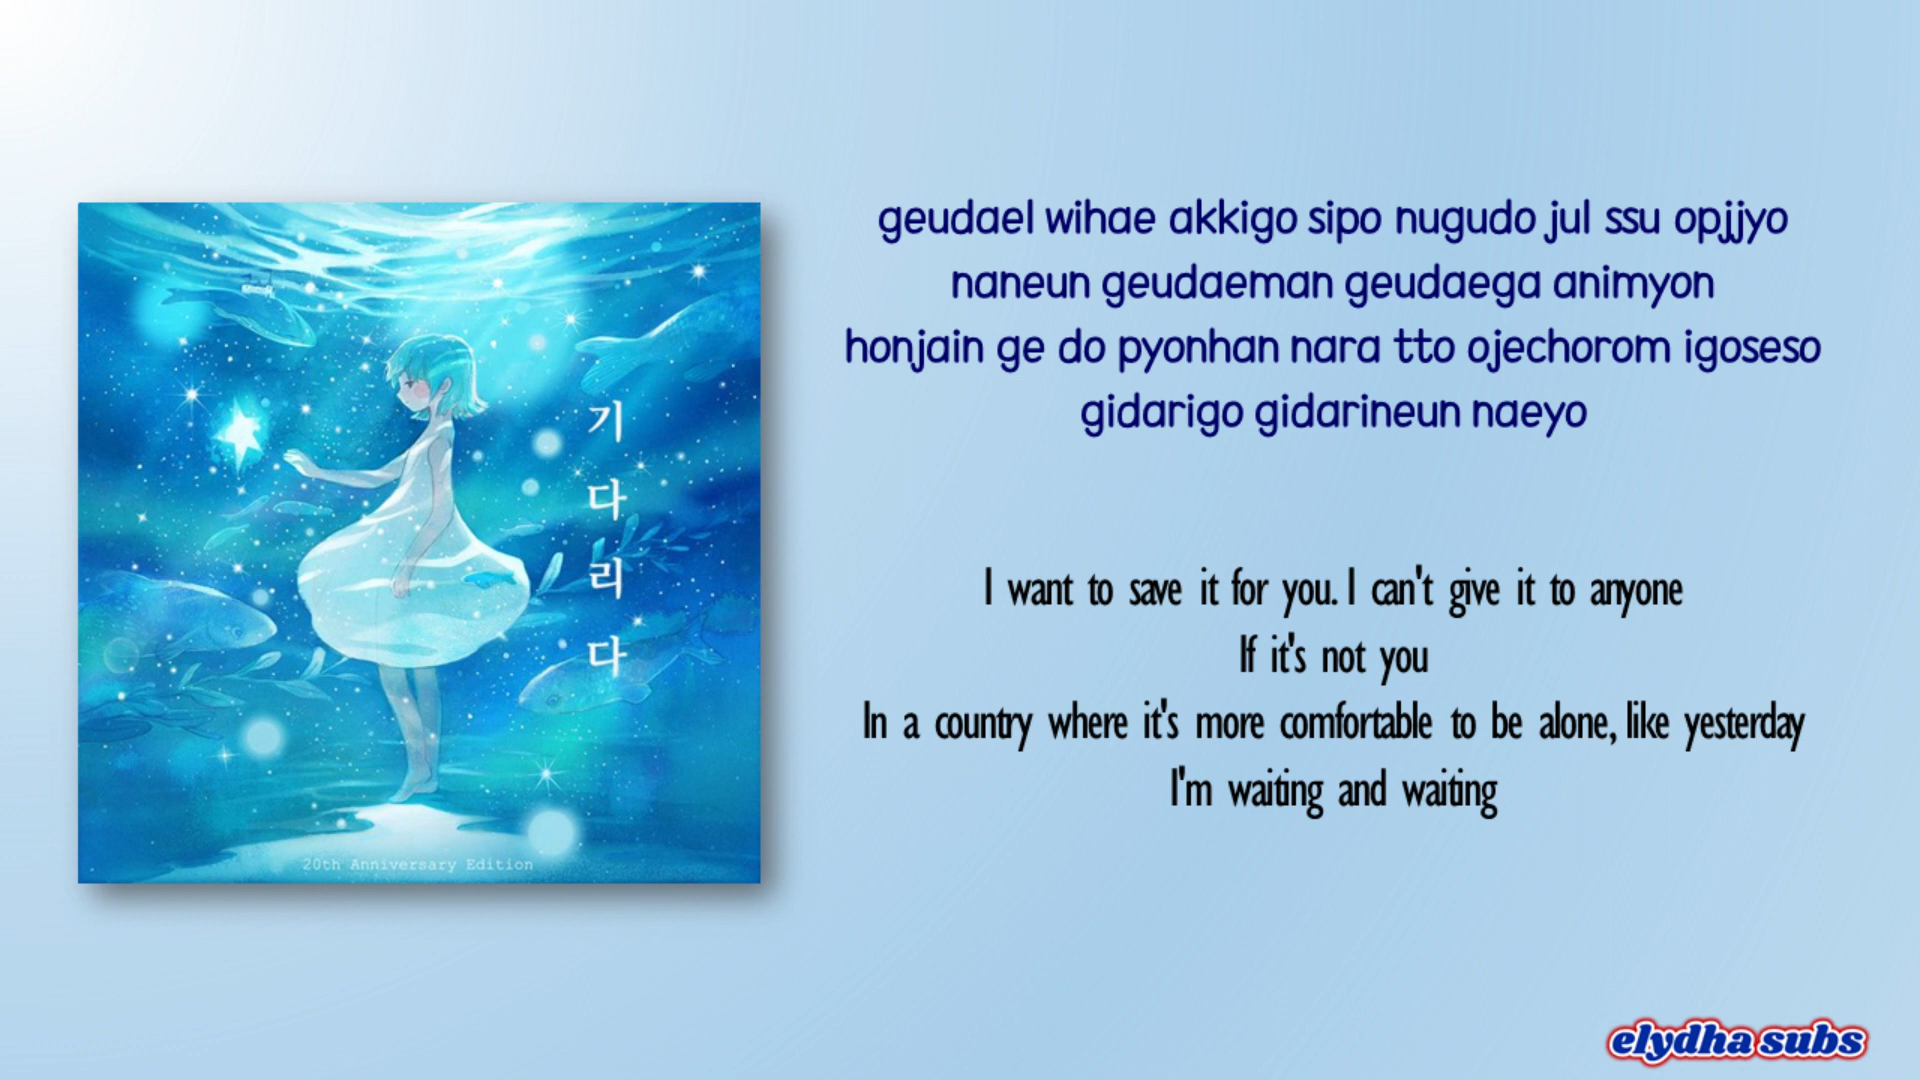 기다리다
20th Anniversary Edition
geudael wihae akkigo sipo nugudo jul ssu opjjyo
naneun geudaeman geudaega animyon
honjain ge do pyonhan nara tto ojechorom igoseso
gidarigo gidarineun naeyo
I want to save it for you. I can't give it to anyone
If it's not you
In a country where it's more comfortable to be alone, like yesterday
I'm waiting and waiting
elydha subs